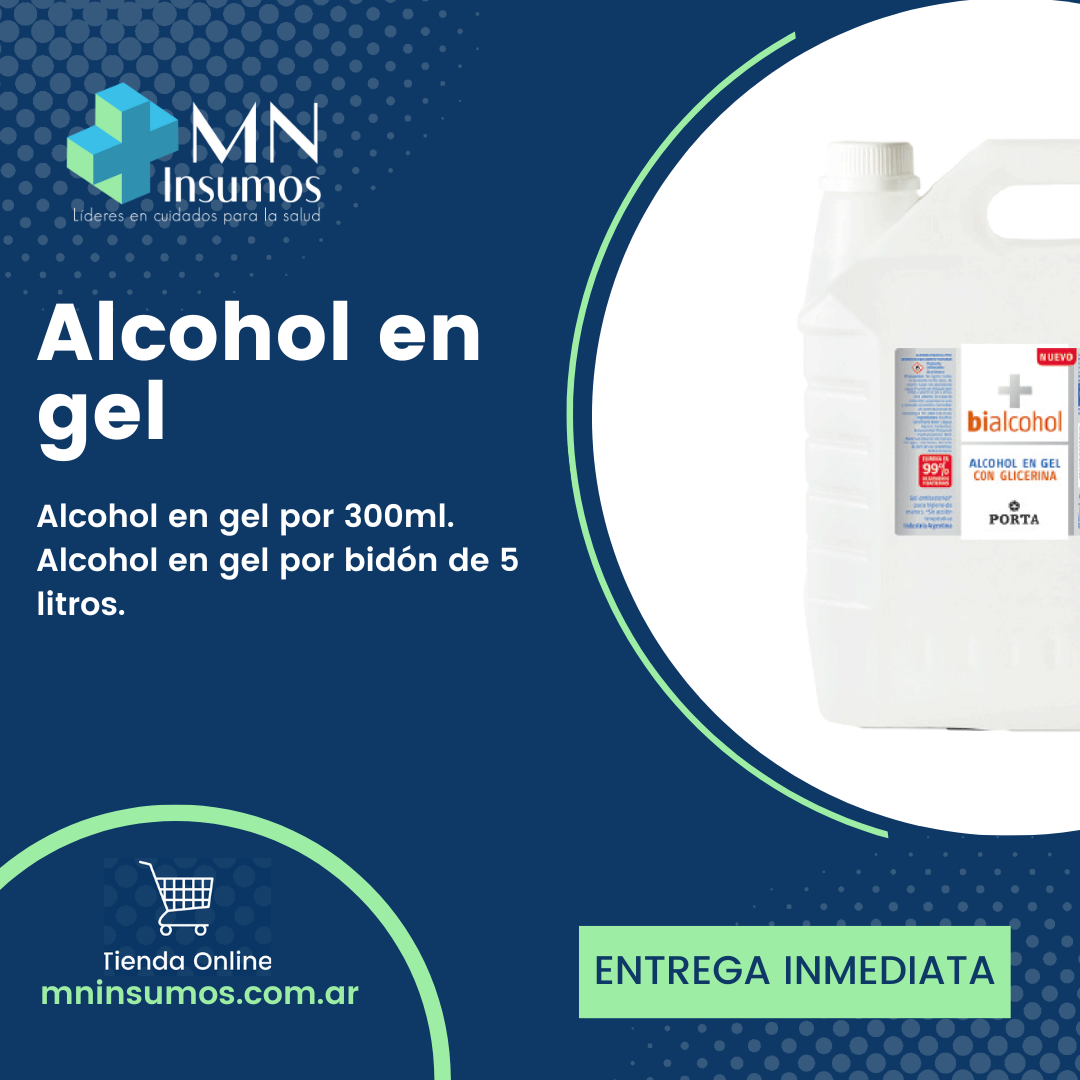 MN
Insumos
Líderes en cuidados para la salud
Alcohol en
gel
Alcohol en gel por 300ml.
Alcohol en gel por bidón de 5
litros.
NUEVO
bialcohol
ALCOHOL EN GEL
CON GLICERINA
PORTA
99%
Industria Argentina
Tienda Online
mninsumos.com.ar
ENTREGA INMEDIATA